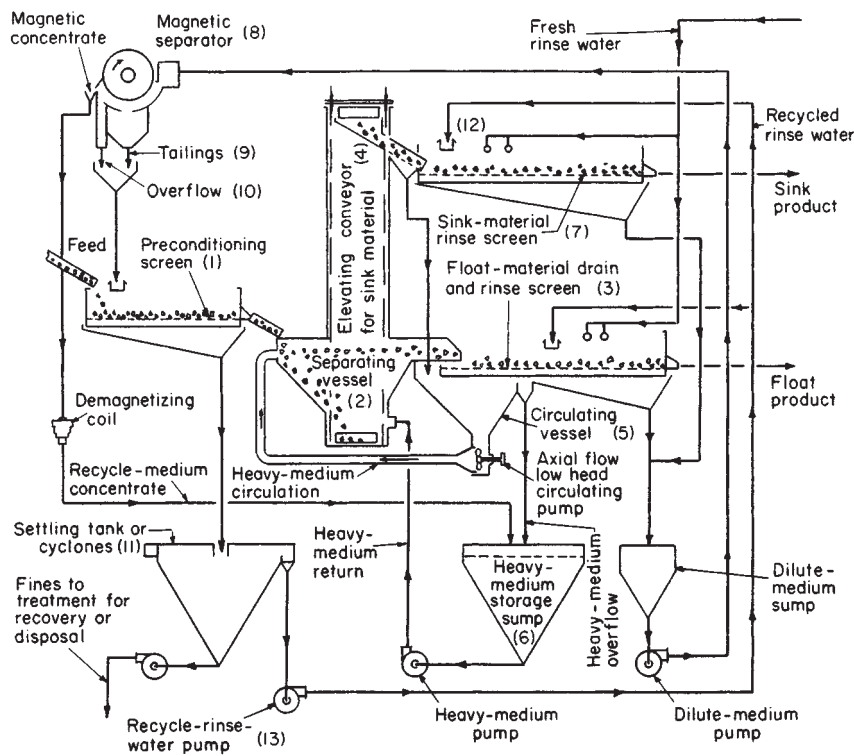 Magnetic
concentrate
Magnetic
separator (8)
Fresh
rinse water
Recycled
rinse water
(12)
(4)
Tailings (9)
Overflow (10)
Elevating conveyor
for sink material
Sink
product
Sink-material
rinse screen
(7)
Feed
Preconditioning
screen (1)
Float-material drain
and rinse screen (3)
Separating
vessel
(2)
Float
product
Demagnetizing
coil
Circulating
vessel (5)
Recycle-medium
concentrate
Heavy-medium
circulation
Axial flow
low head
circulating
pump
Settling tank or
cyclones (11)
Heavy-
medium
return
Heavy-
medium
storage
sump
(6)
Heavy-medium
overflow
Dilute-
medium
sump
Fines to
treatment for
recovery or
disposal
Recycle-rinse-
water pump (13)
Heavy-medium
pump
Dilute-medium
pump